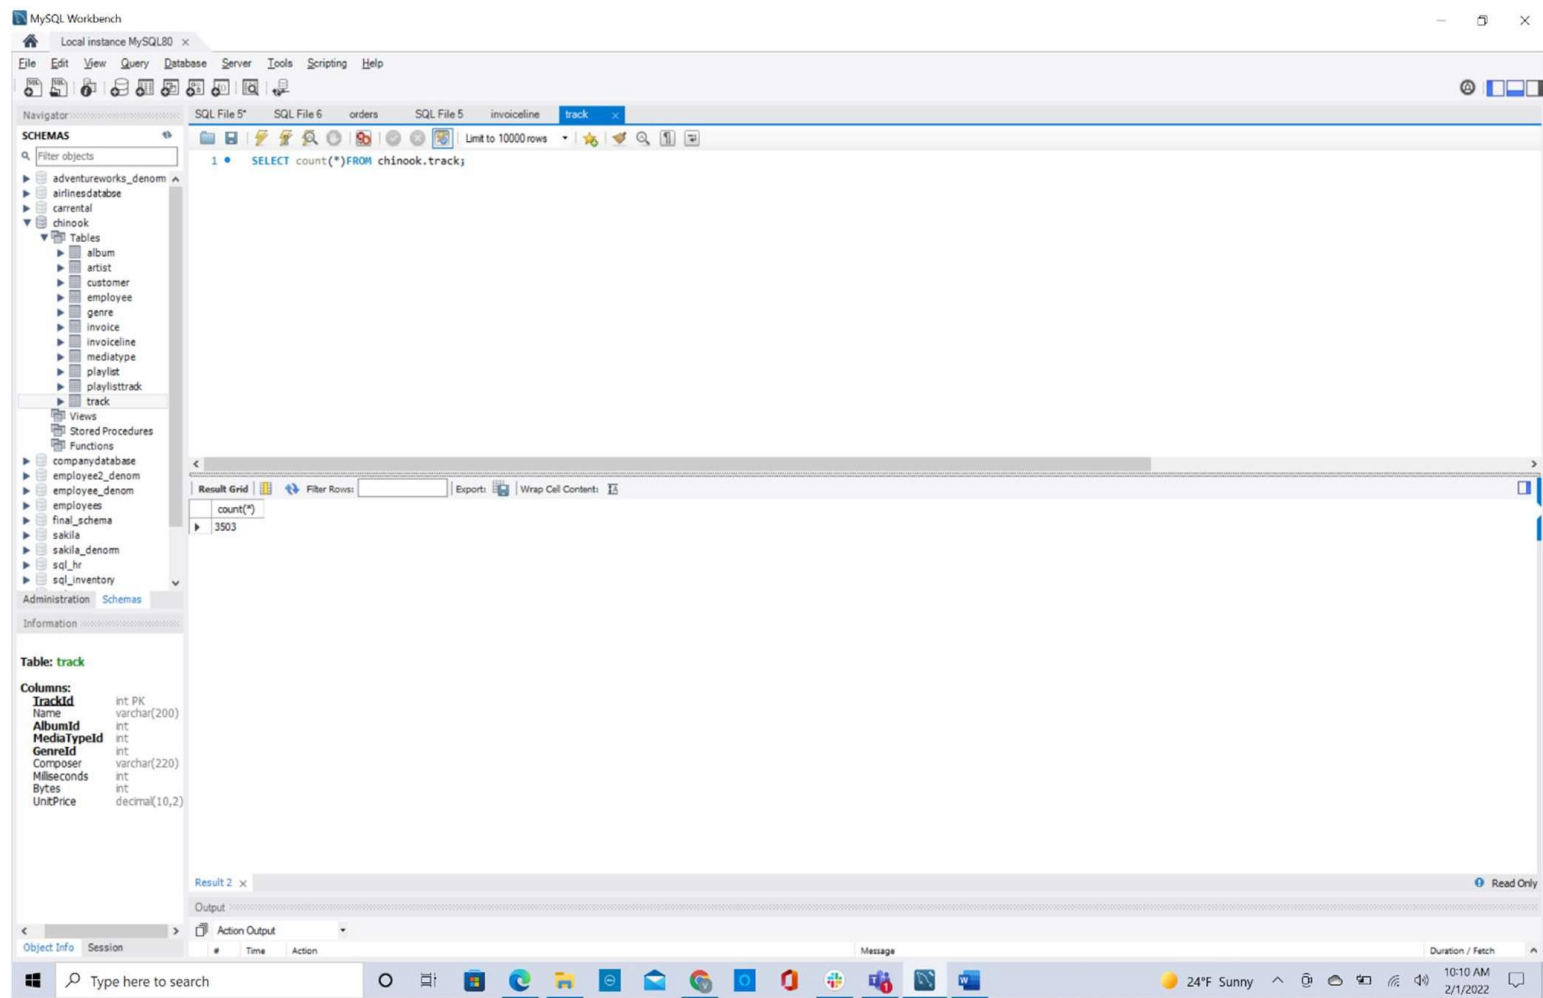 MySQL Workbench
Local instance MySQL80 ×
File Edit View Query Database Server Tools Scripting Help
Navigator
SCHEMAS
Filter objects
adventureworks_denorm
airlinesdatabse
carrental
chinook
Tables
album
artist
customer
employee
genre
invoice
invoiceline
mediatype
playlist
playlisttrack
track
Views
Stored Procedures
Functions
companydatabase
employee2_denom
employee_denom
employees
final_schema
sakila
sakila_denorm
sql_hr
sql_inventory
Administration Schemas
Information
Table: track
Columns:
TrackId int PK
Name varchar(200)
AlbumId int
MediaTypeId int
GenreId int
Composer varchar(220)
Milliseconds int
Bytes int
UnitPrice decimal(10,2)
Object Info Session
SQL File 5* SQL File 6 orders SQL File 5 invoiceline track ×
Limit to 10000 rows
1 SELECT count(*)FROM chinook.track;
Result Grid Filter Rows: Export: Wrap Cell Content:
count(*)
3503
Result 2 × Read Only
Output
Action Output
# Time Action Message Duration / Fetch
Type here to search
24°F Sunny
10:10 AM
2/1/2022